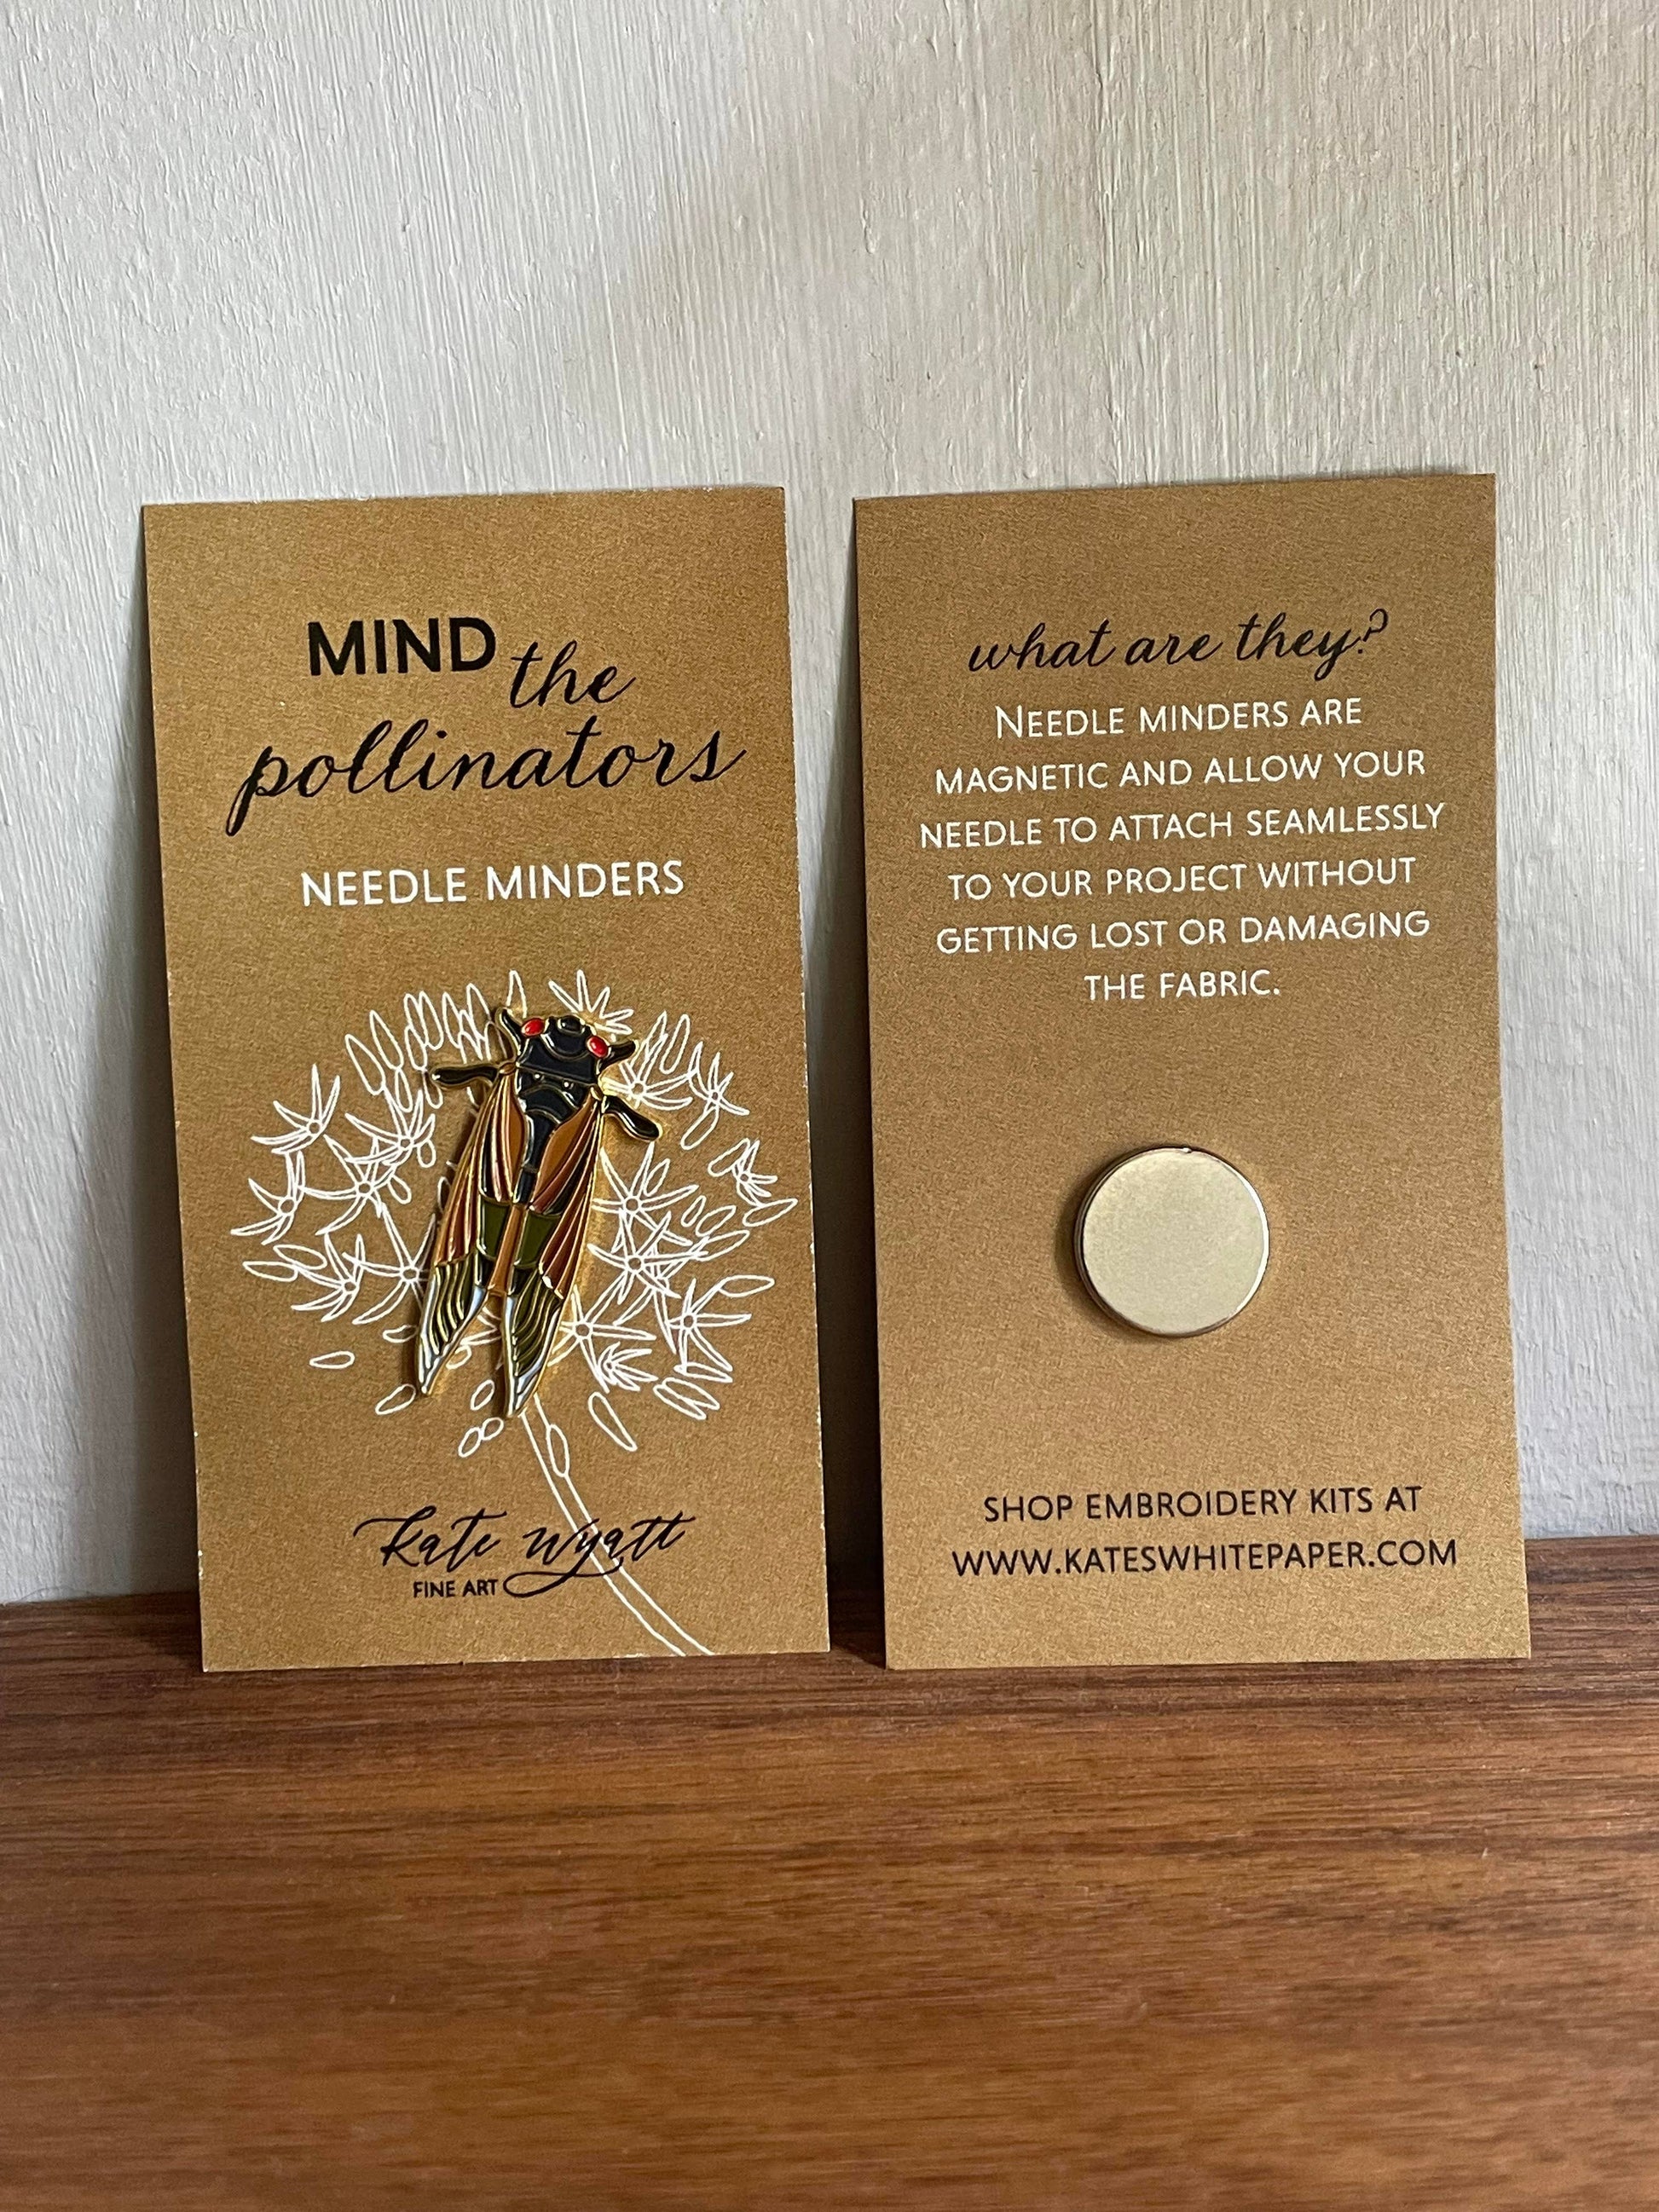 MIND the
pollinators
NEEDLE MINDERS
kate wyatt
FINE ART
what are they?
NEEDLE MINDERS ARE
MAGNETIC AND ALLOW YOUR
NEEDLE TO ATTACH SEAMLESSLY
TO YOUR PROJECT WITHOUT
GETTING LOST OR DAMAGING
THE FABRIC.
SHOP EMBROIDERY KITS AT
WWW.KATESWHITEPAPER.COM